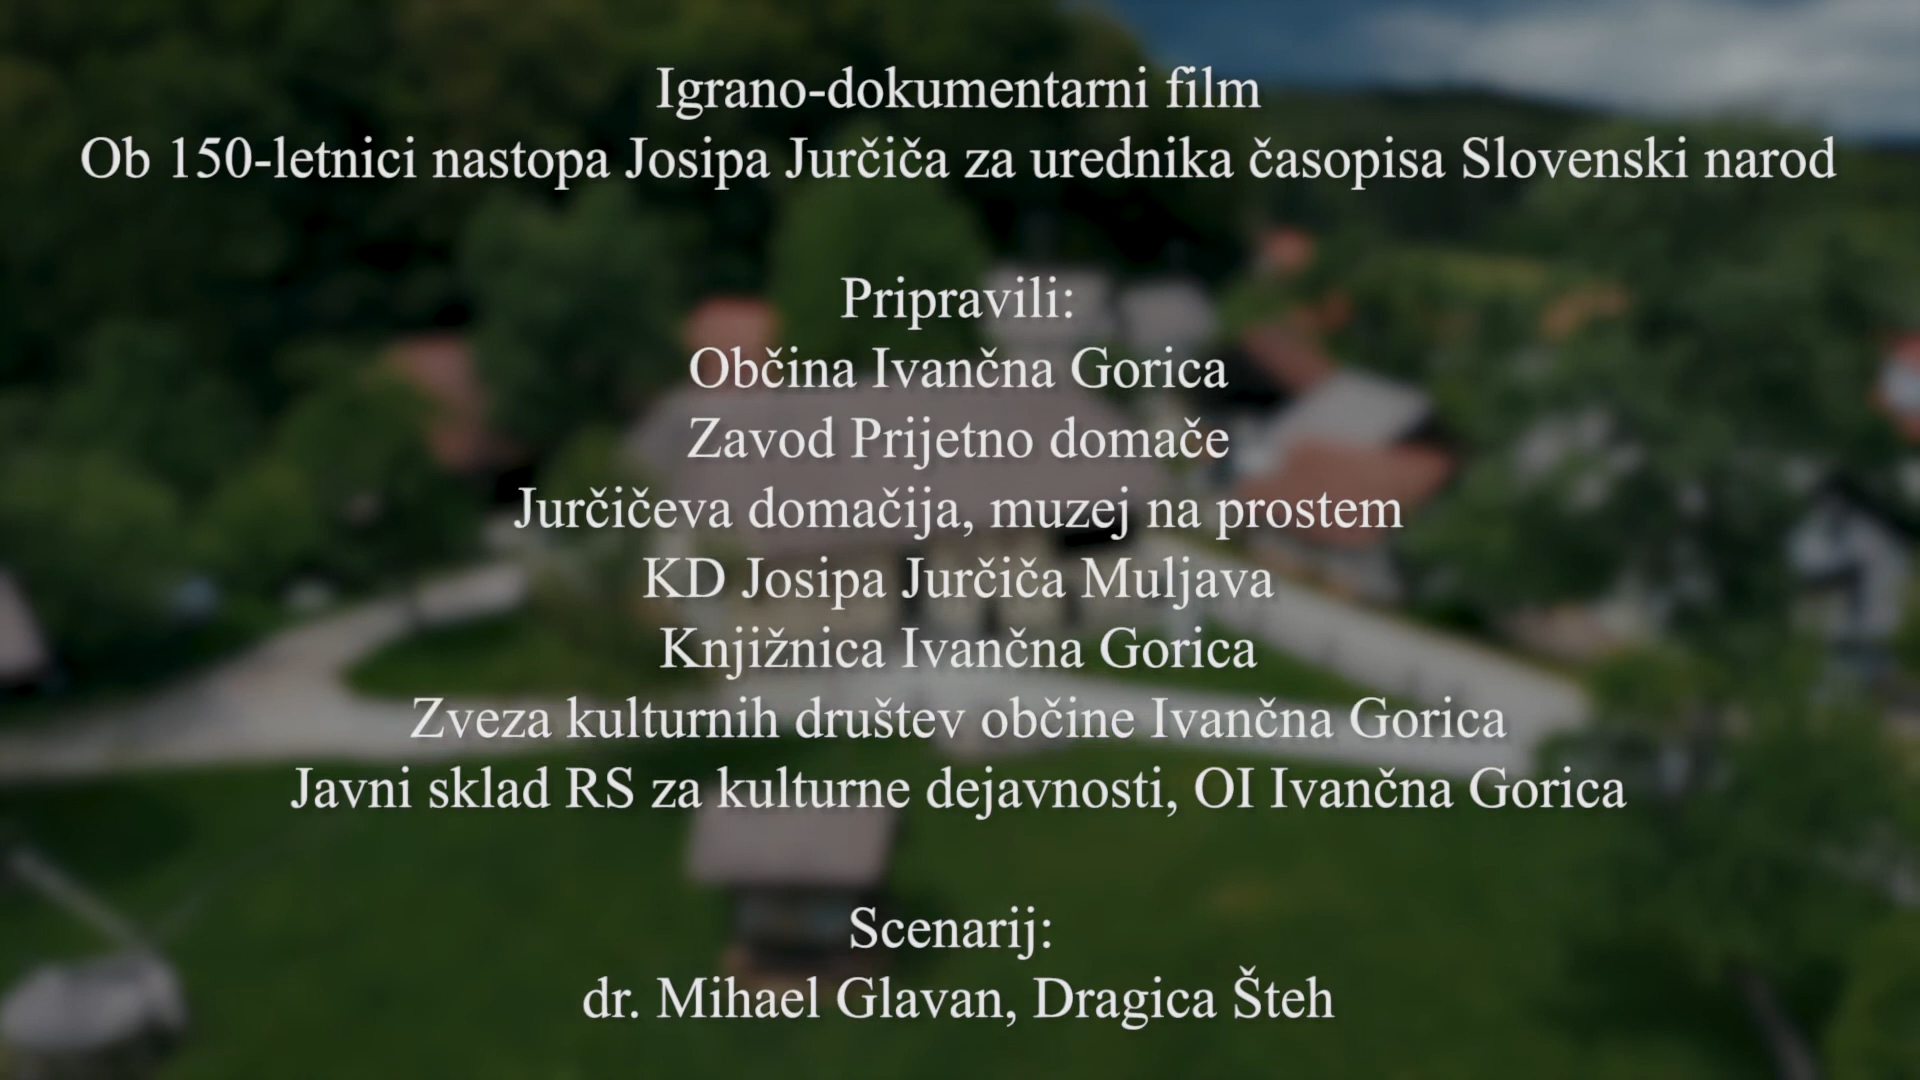 Igrano-dokumentarni film
Ob 150-letnici nastopa Josipa Jurčiča za urednika časopisa Slovenski narod
Pripravili:
Občina Ivančna Gorica
Zavod Prijetno domače
Jurčičeva domačija, muzej na prostem
KD Josipa Jurčiča Muljava
Knjižnica Ivančna Gorica
Zveza kulturnih društev občine Ivančna Gorica
Javni sklad RS za kulturne dejavnosti, OI Ivančna Gorica
Scenarij:
dr. Mihael Glavan, Dragica Šteh